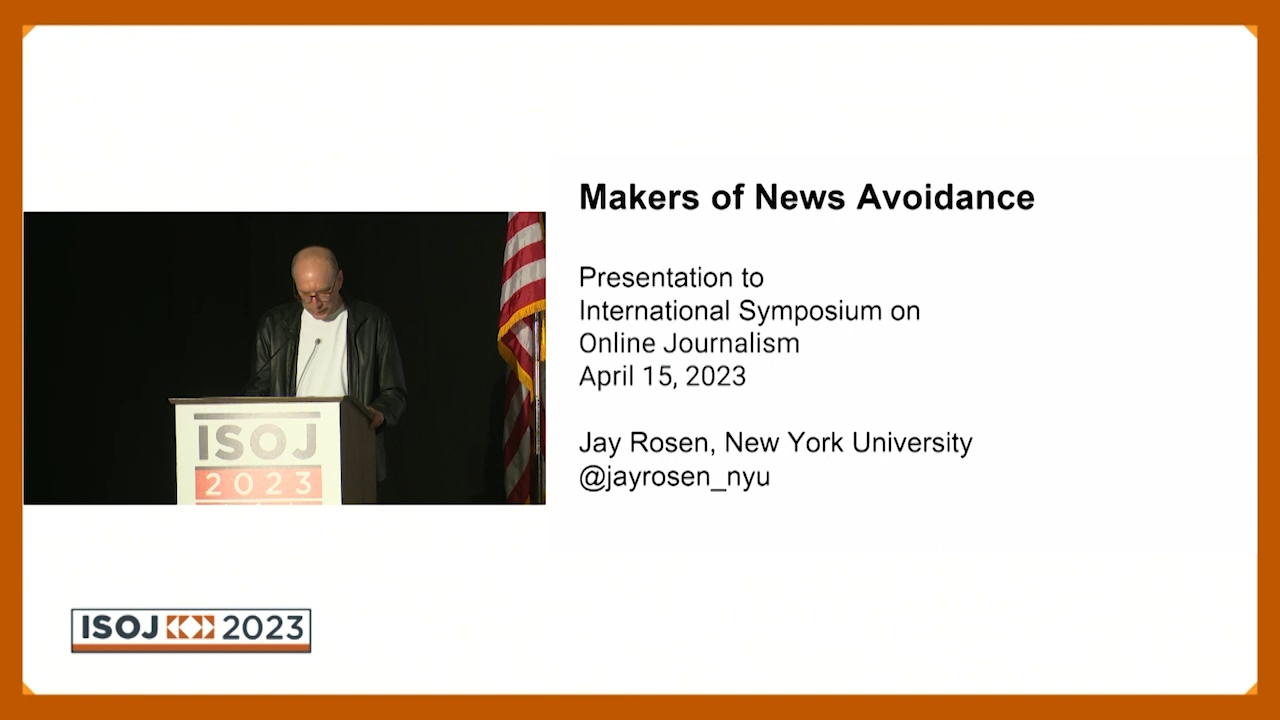 Makers of News Avoidance
Presentation to
International Symposium on
Online Journalism
April 15, 2023
Jay Rosen, New York University
@jayrosen_nyu
ISOJ
2023
ISOJ 2023